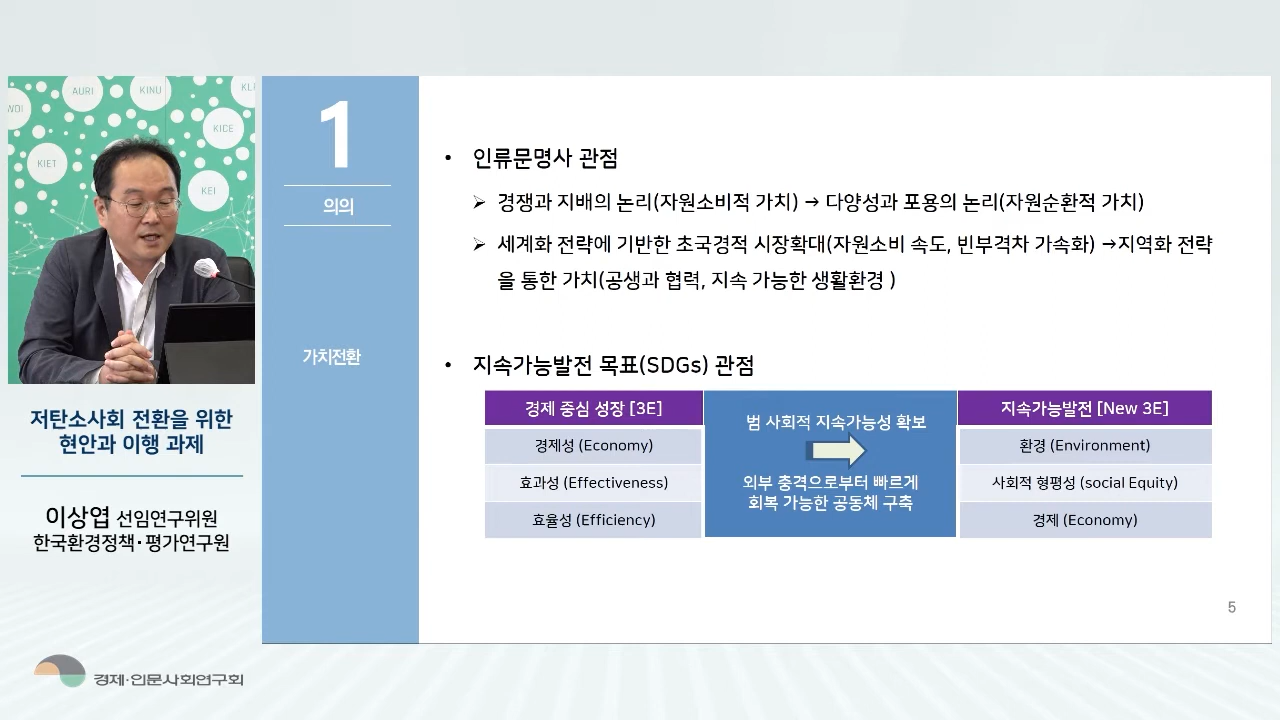 WDI
AURI
KINU
KLI
KICE
KIET
KEI
저탄소사회 전환을 위한
현안과 이행 과제
이상엽 선임연구위원
한국환경정책·평가연구원
경제·인문사회연구회
1
의의
가치전환
• 인류문명사 관점
➢ 경쟁과 지배의 논리(자원소비적 가치) → 다양성과 포용의 논리(자원순환적 가치)
➢ 세계화 전략에 기반한 초국경적 시장확대(자원소비 속도, 빈부격차 가속화) →지역화 전략
을 통한 가치(공생과 협력, 지속 가능한 생활환경 )
• 지속가능발전 목표(SDGs) 관점
경제 중심 성장 [3E]
경제성 (Economy)
효과성 (Effectiveness)
효율성 (Efficiency)
범 사회적 지속가능성 확보
외부 충격으로부터 빠르게
회복 가능한 공동체 구축
지속가능발전 [New 3E]
환경 (Environment)
사회적 형평성 (social Equity)
경제 (Economy)
5